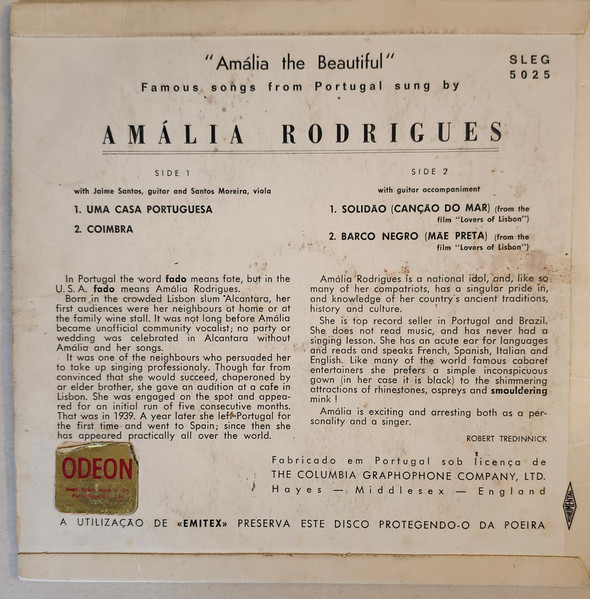 "Amália the Beautiful"
SLEG
5025
Famous songs from Portugal sung by
AMÁLIA RODRIGUES
SIDE 1
with Jaime Santos, guitar and Santos Moreira, viola
1. UMA CASA PORTUGUESA
2. COIMBRA
SIDE 2
with guitar accompaniment
1. SOLIDÃO (CANÇÃO DO MAR) (from the
film "Lovers of Lisbon")
2. BARCO NEGRO (MÃE PRETA) (from the
film "Lovers of Lisbon")
In Portugal the word fado means fate, but in the
U. S. A. fado means Amália Rodrigues.
Born in the crowded Lisbon slum Alcantara, her
first audiences were her neighbours at home or at
the family wine stall. It was not long before Amália
became unofficial community vocalist; no party or
wedding was celebrated in Alcantara without
Amália and her songs.
It was one of the neighbours who persuaded her
to take up singing professionaly. Though far from
convinced that she would succeed, chaperoned by
ar elder brother, she gave an audition at a cafe in
Lisbon. She was engaged on the spot and appea-
red for an initial run of five consecutive months.
That was in 1939. A year later she left Portugal for
the first time and went to Spain; since then she
has appeared practically all over the world.
Amália Rodrigues is a national idol, and, like so
many of her compatriots, has a singular pride in,
and knowledge of her country's ancient traditions,
history and culture.
She is top record seller in Portugal and Brazil.
She does not read music, and has never had a
singing lesson. She has an acute ear for languages
and reads and speaks French, Spanish, Italian and
English. Like many of the world famous cabaret
entertainers she prefers a simple inconspicuous
gown (in her case it is black) to the shimmering
attractions of rhinestones, ospreys and smouldering
mink !
Amália is exciting and arresting both as a per-
sonality and a singer.
ROBERT TREDINNICK
ODEON
Fabricado em Portugal sob licença de
THE COLUMBIA GRAPHOPHONE COMPANY, LTD.
Hayes — Middlesex — England
A UTILIZAÇÃO DE «EMITEX» PRESERVA ESTE DISCO PROTEGENDO-O DA POEIRA